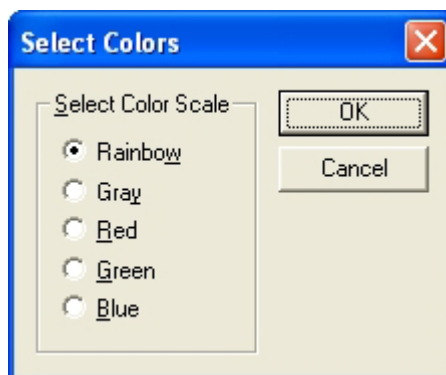 Select Colors
Select Color Scale
OK
Rainbow
Cancel
Gray
Red
Green
Blue